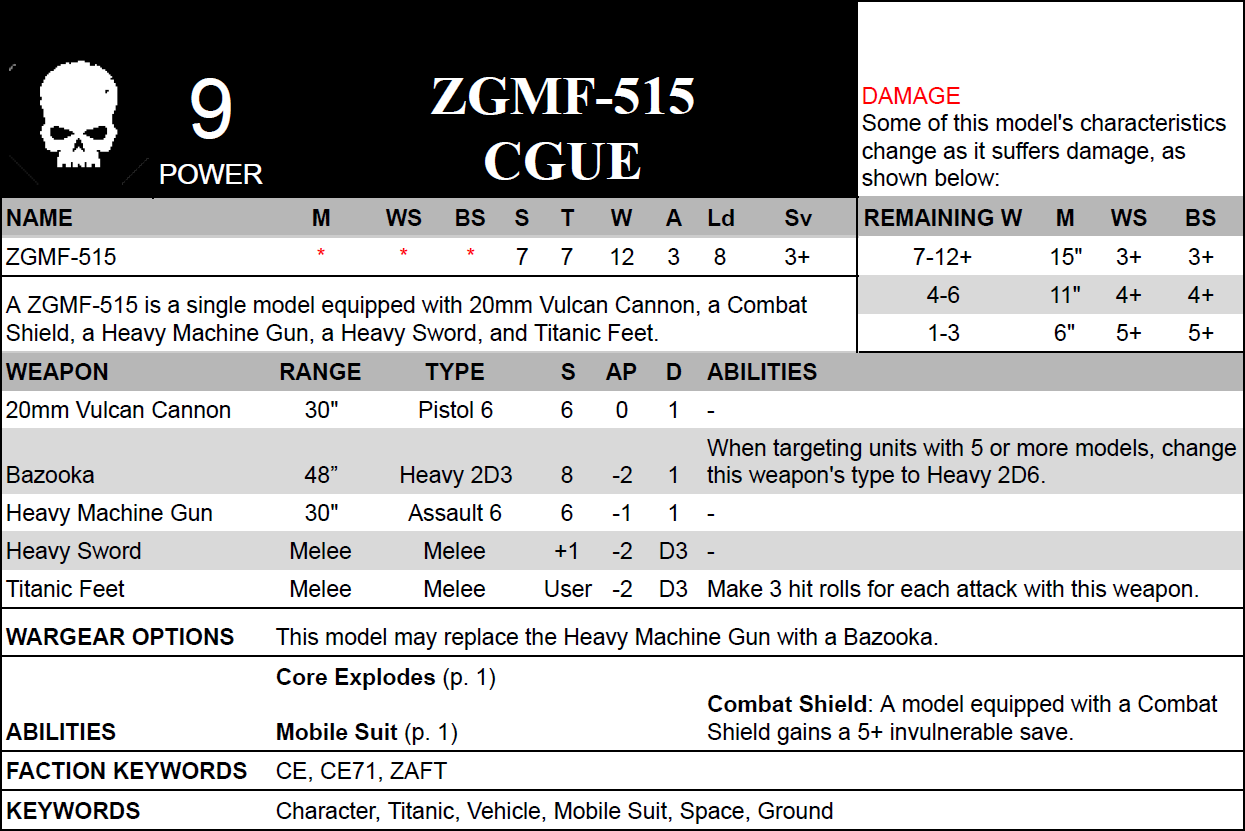 9
POWER
ZGMF-515
CGUE
DAMAGE
Some of this model's characteristics
change as it suffers damage, as
shown below:
NAME M WS BS S T W A Ld Sv
ZGMF-515 * * * 7 7 12 3 8 3+
A ZGMF-515 is a single model equipped with 20mm Vulcan Cannon, a Combat
Shield, a Heavy Machine Gun, a Heavy Sword, and Titanic Feet.
REMAINING W M WS BS
7-12+ 15" 3+ 3+
4-6 11" 4+ 4+
1-3 6" 5+ 5+
WEAPON RANGE TYPE S AP D ABILITIES
20mm Vulcan Cannon 30" Pistol 6 6 0 1 -
When targeting units with 5 or more models, change
Bazooka 48” Heavy 2D3 8 -2 1 this weapon's type to Heavy 2D6.
Heavy Machine Gun 30" Assault 6 6 -1 1 -
Heavy Sword Melee Melee +1 -2 D3 -
Titanic Feet Melee Melee User -2 D3 Make 3 hit rolls for each attack with this weapon.
WARGEAR OPTIONS This model may replace the Heavy Machine Gun with a Bazooka.
ABILITIES
Core Explodes (p. 1)
Mobile Suit (p. 1)
Combat Shield: A model equipped with a Combat
Shield gains a 5+ invulnerable save.
FACTION KEYWORDS CE, CE71, ZAFT
KEYWORDS Character, Titanic, Vehicle, Mobile Suit, Space, Ground